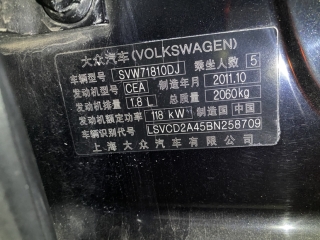 大众汽车(VOLKSWAGEN)
车辆型号 SVW71810DJ 乘坐人数 5
发动机型号 CEA 制造年月 2011.10
发动机排量 1.8 L 总质量 2060kg
发动机额定功率 118 kW 制造国 中国
车辆识别代号 LSVCD2A45BN258709
上海大众汽车有限公司